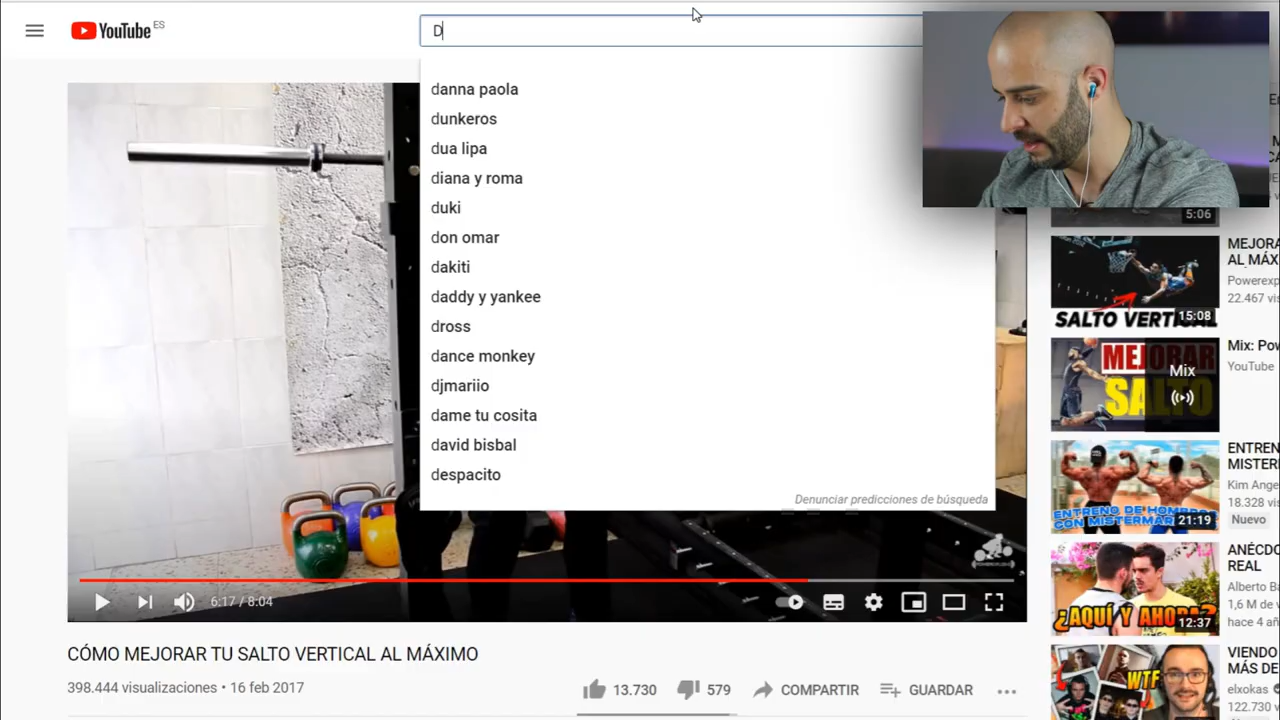 YouTube ES
D
danna paola
dunkeros
dua lipa
diana y roma
duki
don omar
dakiti
daddy y yankee
dross
dance monkey
djmariio
dame tu cosita
david bisbal
despacito
Denunciar predicciones de búsqueda
6:17 / 8:04
CÓMO MEJORAR TU SALTO VERTICAL AL MÁXIMO
398.444 visualizaciones • 16 feb 2017
13.730
579
COMPARTIR
GUARDAR
5:06
SALTO VERTICAL
15:08
MEJORA
AL MÁX
Powerexp
22.467 vis
MEJORAR
SALTO
Mix
Mix: Pow
YouTube
ENTRENO DE HOMBROS
CON MISTERMAR
21:19
ENTREN
MISTER
Kim Ange
18.328 vis
Nuevo
¿AQUÍ Y AHORA?
12:37
ANÉCDO
REAL
Alberto Ba
1,6 M de v
hace 4 añ
WTF
VIENDO
MÁS DE
elxokas
122.730 v